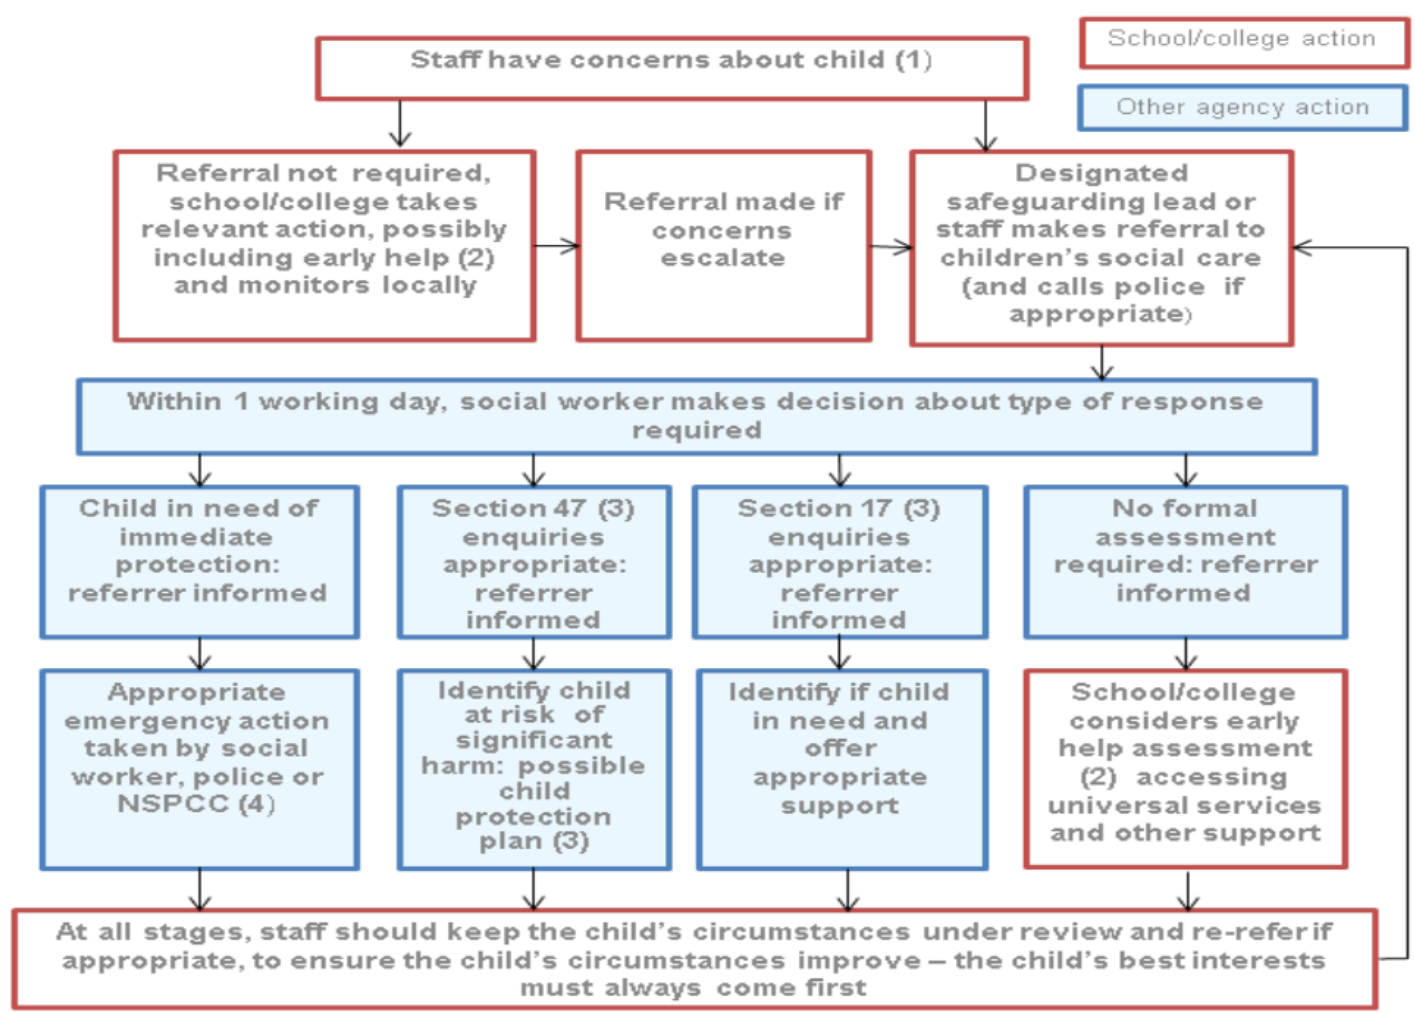 School/college action
Other agency action
Staff have concerns about child (1)
Referral not required,
school/college takes
relevant action, possibly
including early help (2)
and monitors locally
Referral made if
concerns
escalate
Designated
safeguarding lead or
staff makes referral to
children's social care
(and calls police if
appropriate)
Within 1 working day, social worker makes decision about type of response
required
Child in need of
immediate
protection:
referrer informed
Section 47 (3)
enquiries
appropriate:
referrer
informed
Section 17 (3)
enquiries
appropriate:
referrer
informed
No formal
assessment
required: referrer
informed
Appropriate
emergency action
taken by social
worker, police or
NSPCC (4)
Identify child
at risk of
significant
harm: possible
child
protection
plan (3)
Identify if child
in need and
offer
appropriate
support
School/college
considers early
help assessment
(2) accessing
universal services
and other support
At all stages, staff should keep the child's circumstances under review and re-refer if
appropriate, to ensure the child's circumstances improve – the child's best interests
must always come first